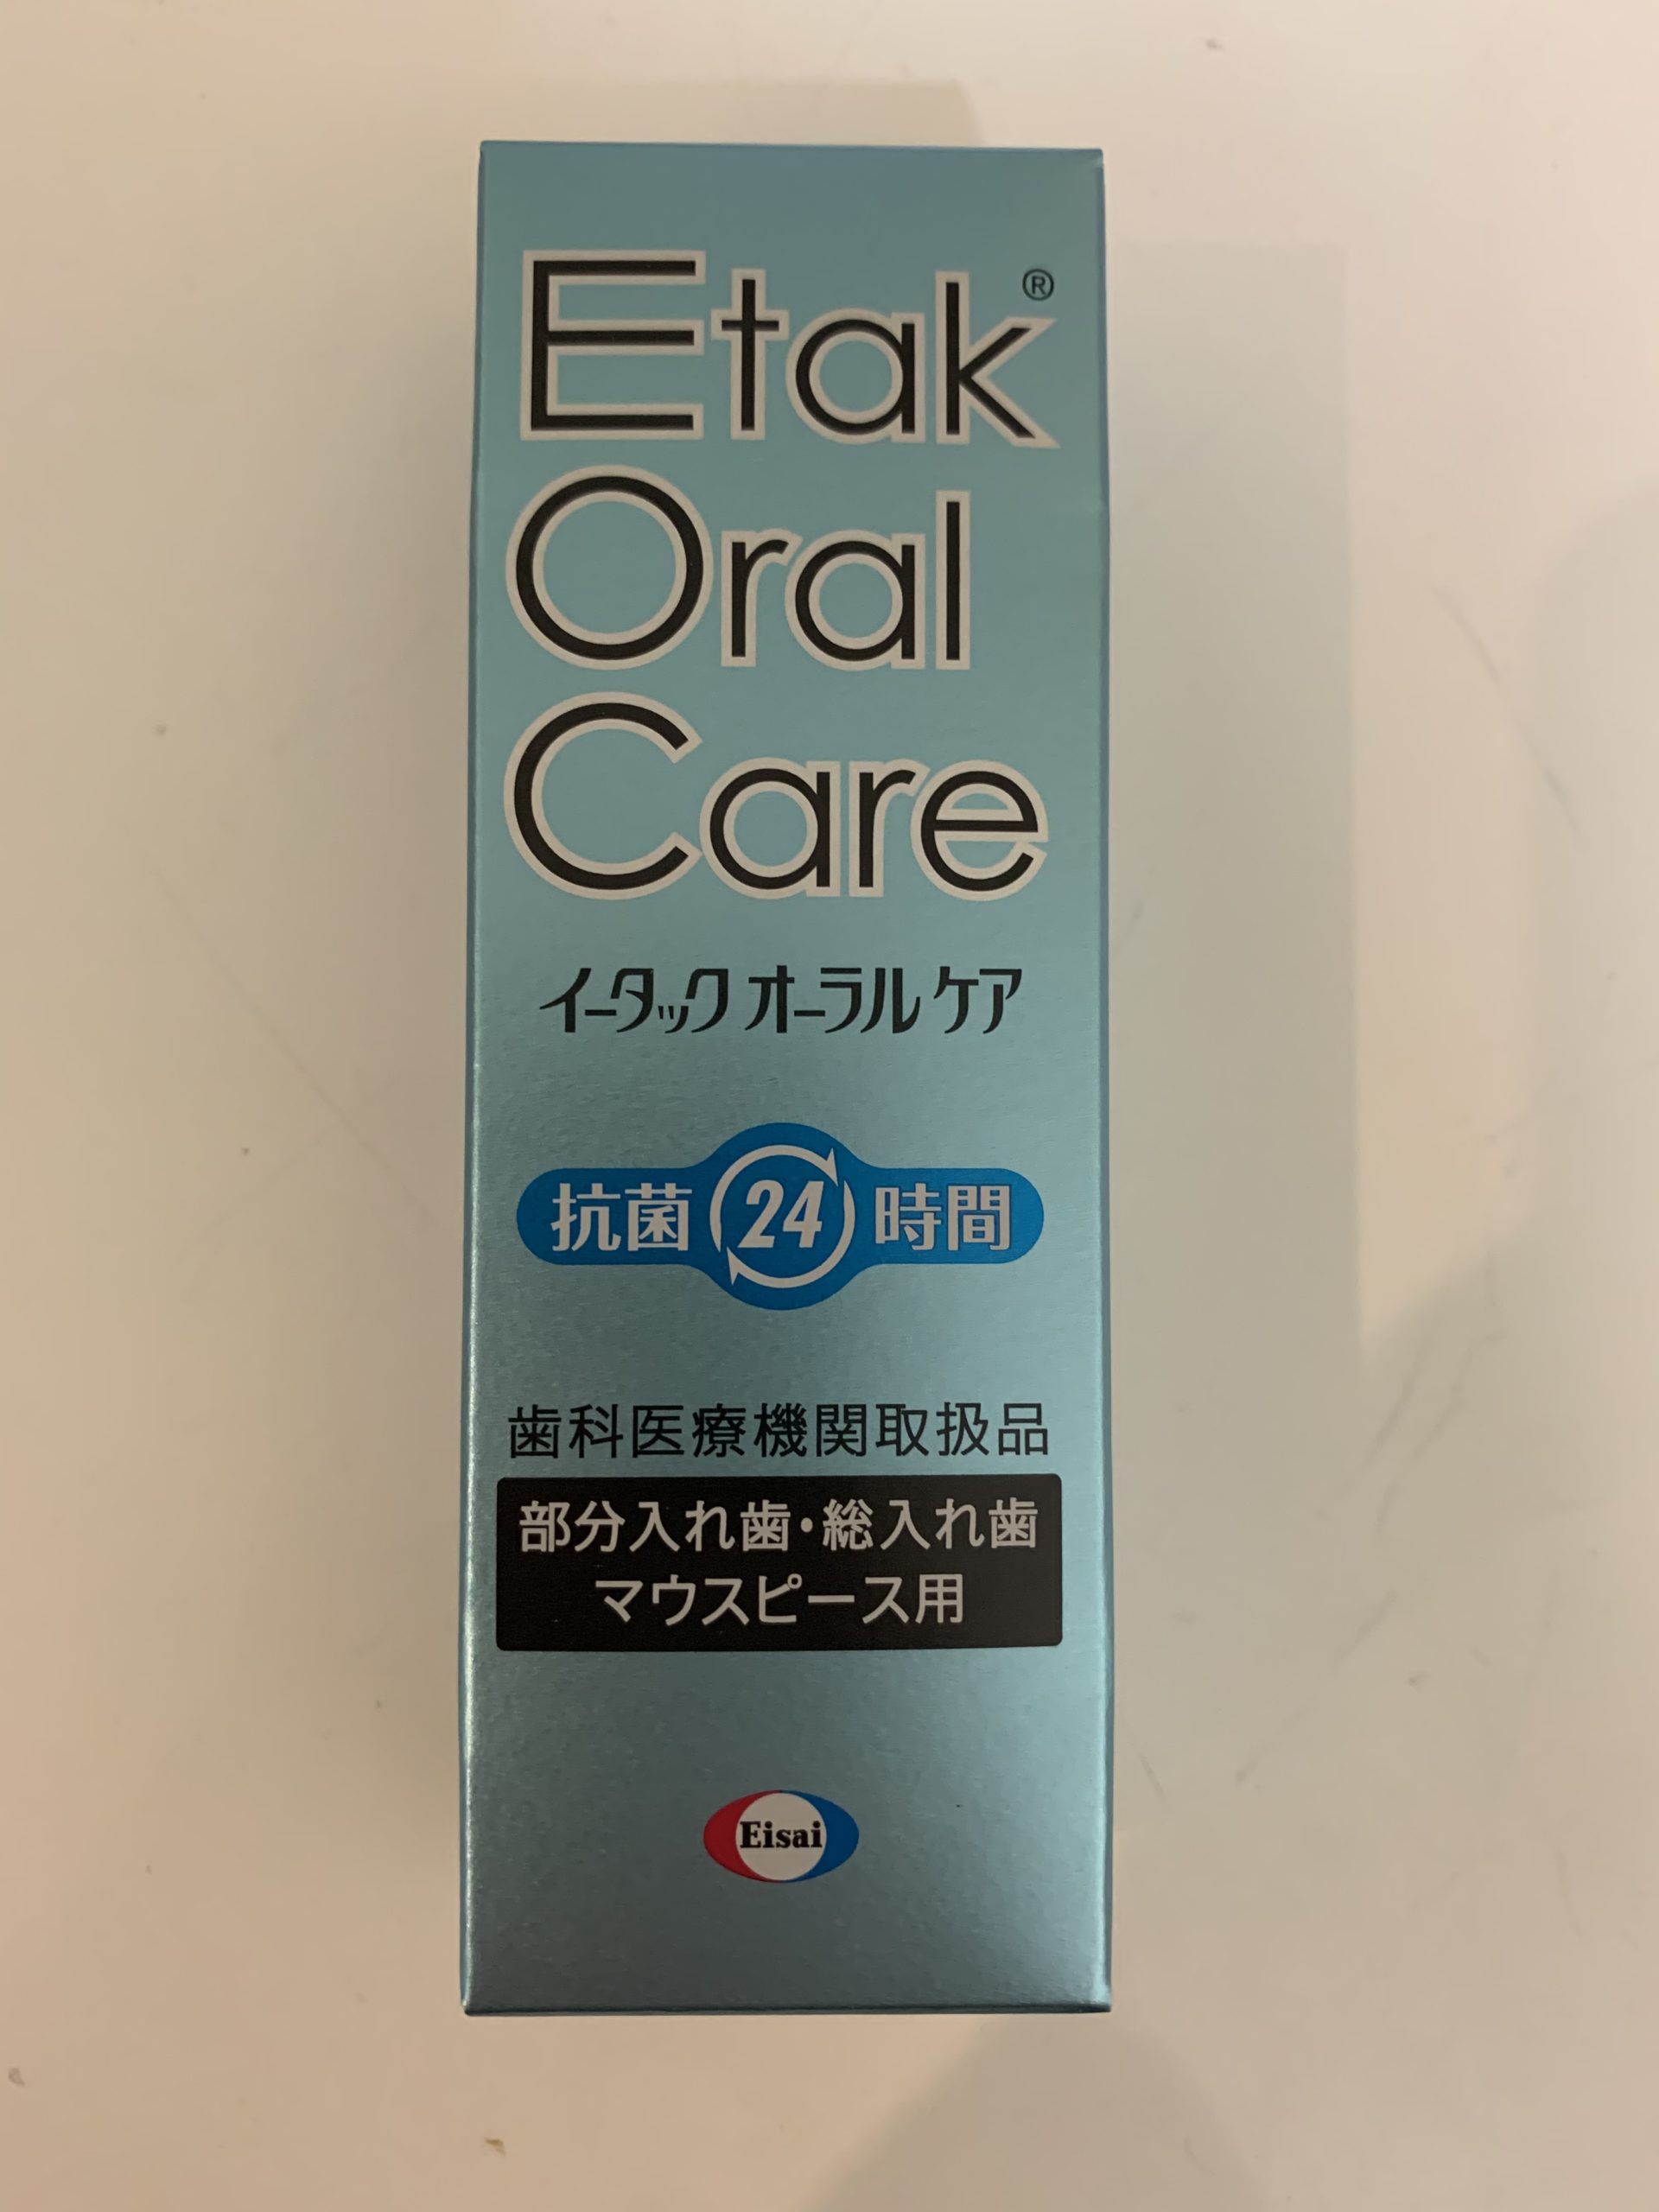 Etak®
Oral
Care
イータック オーラルケア
抗菌 24 時間
歯科医療機関取扱品
部分入れ歯・総入れ歯
マウスピース用
Eisai